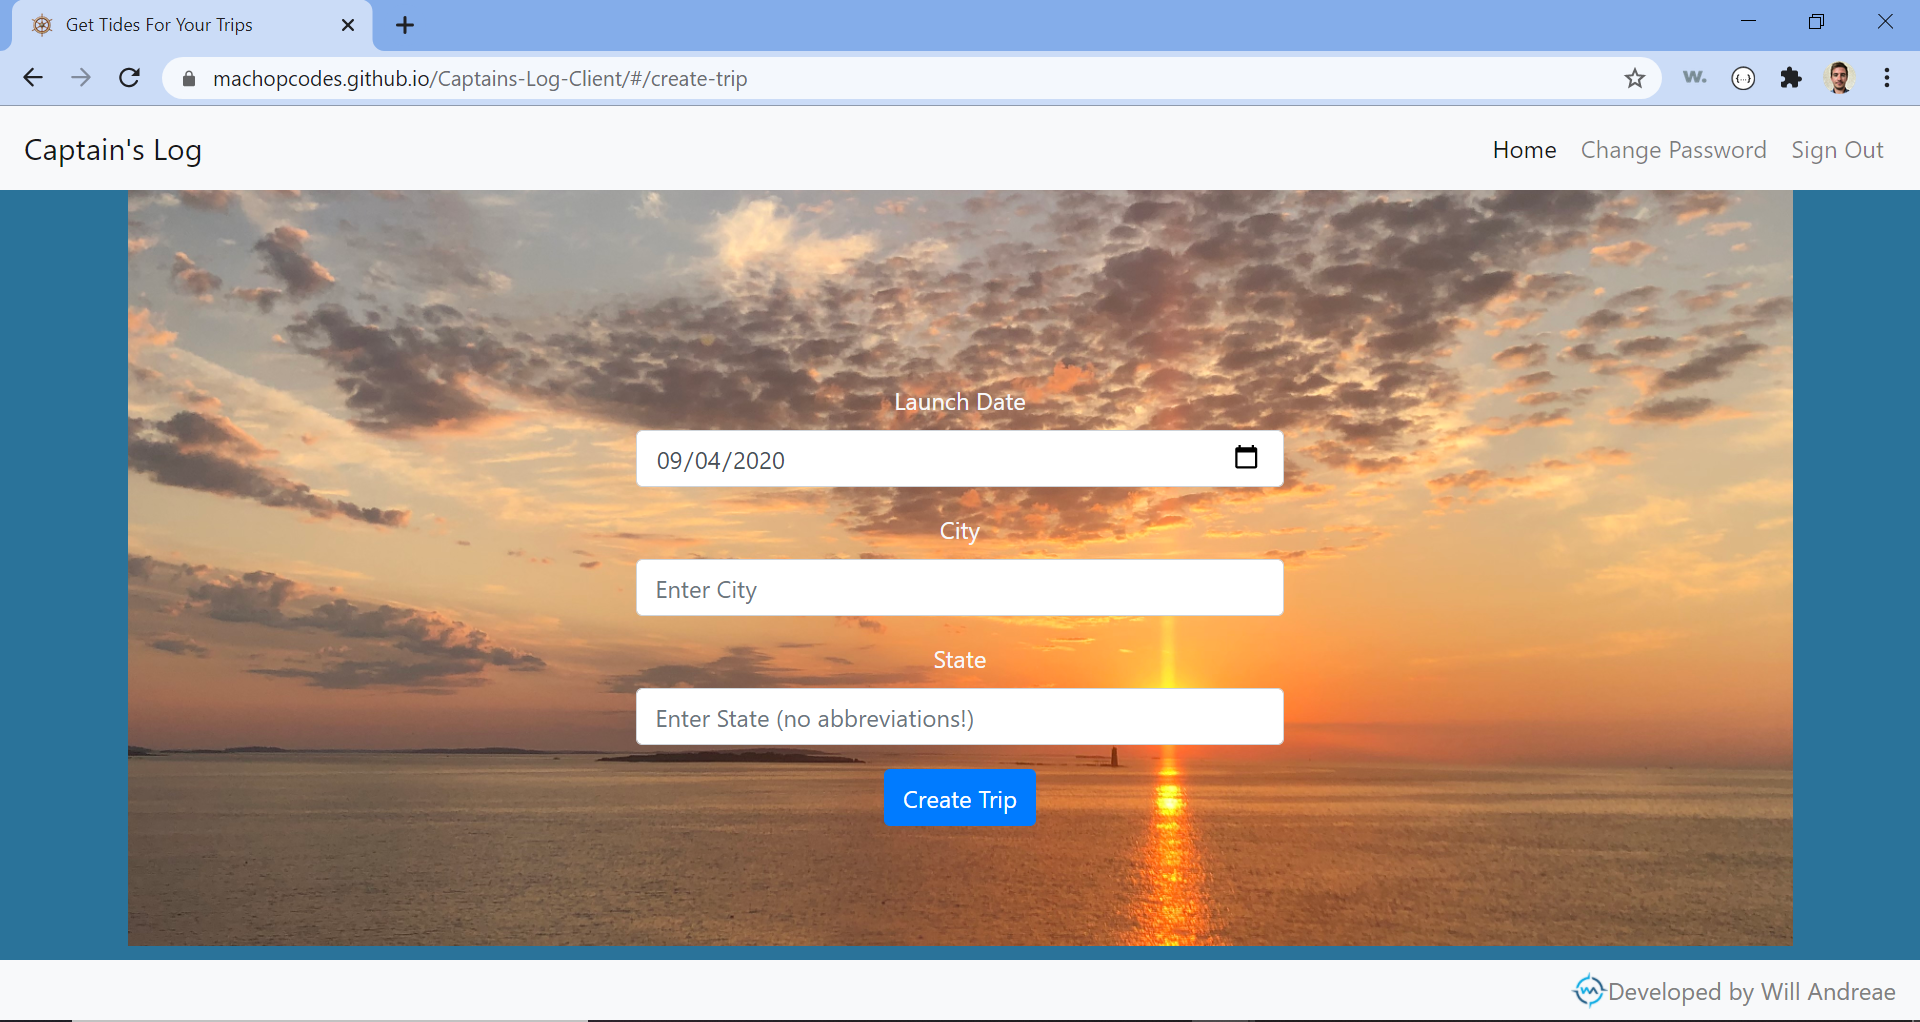 Get Tides For Your Trips
machopcodes.github.io/Captains-Log-Client/#/create-trip
w.
Captain's Log
Home Change Password Sign Out
Launch Date
09/04/2020
City
Enter City
State
Enter State (no abbreviations!)
Create Trip
Developed by Will Andreae